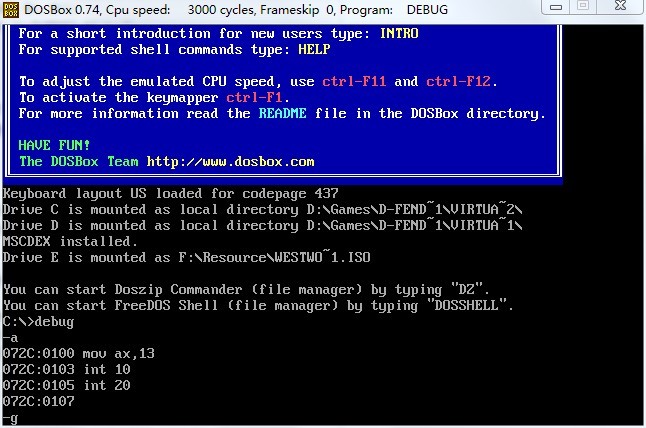 DOSBox 0.74, Cpu speed:    3000 cycles, Frameskip  0, Program:    DEBUG
For a short introduction for new users type: INTRO
For supported shell commands type: HELP
To adjust the emulated CPU speed, use ctrl-F11 and ctrl-F12.
To activate the keymapper ctrl-F1.
For more information read the README file in the DOSBox directory.
HAVE FUN!
The DOSBox Team http://www.dosbox.com
Keyboard layout US loaded for codepage 437
Drive C is mounted as local directory D:\Games\D-FEND~1\VIRTUA~2\
Drive D is mounted as local directory D:\Games\D-FEND~1\VIRTUA~1\
MSCDEX installed.
Drive E is mounted as F:\Resource\WESTWO~1.ISO
You can start Doszip Commander (file manager) by typing "DZ".
You can start FreeDOS Shell (file manager) by typing "DOSSHELL".
C:\>debug
-a
072C:0100 mov ax,13
072C:0103 int 10
072C:0105 int 20
072C:0107
-g